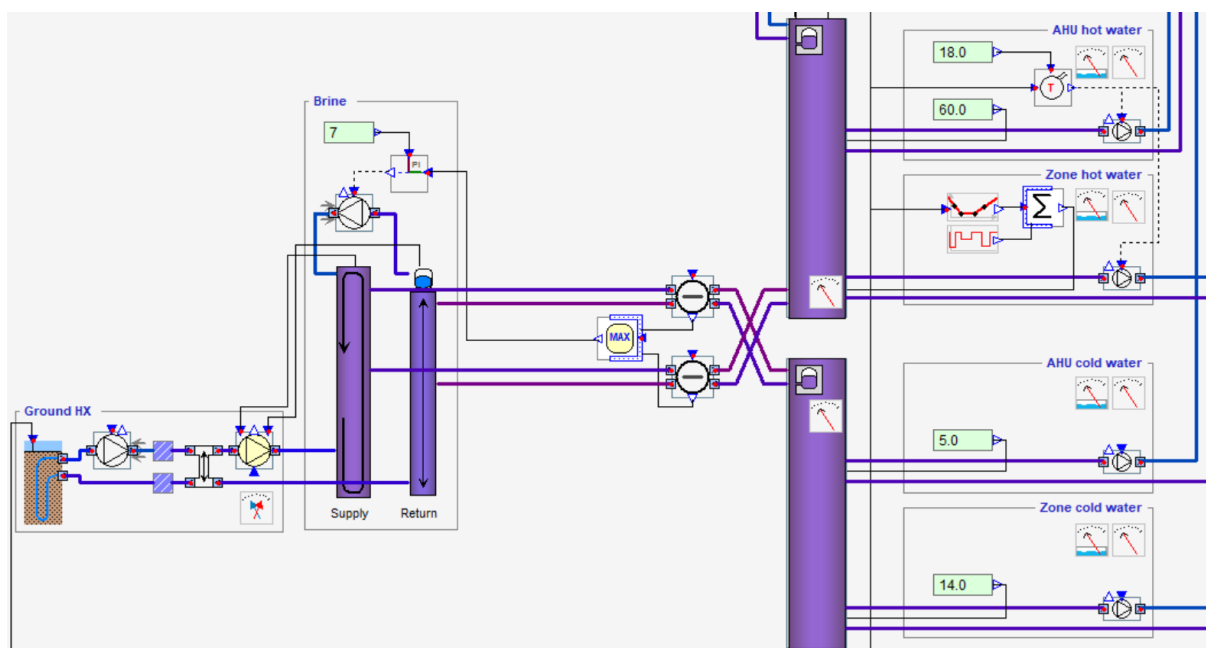 AHU hot water
18.0
T
60.0
Brine
7
PI
Zone hot water
Σ
MAX
AHU cold water
5.0
Ground HX
Supply
Return
Zone cold water
14.0